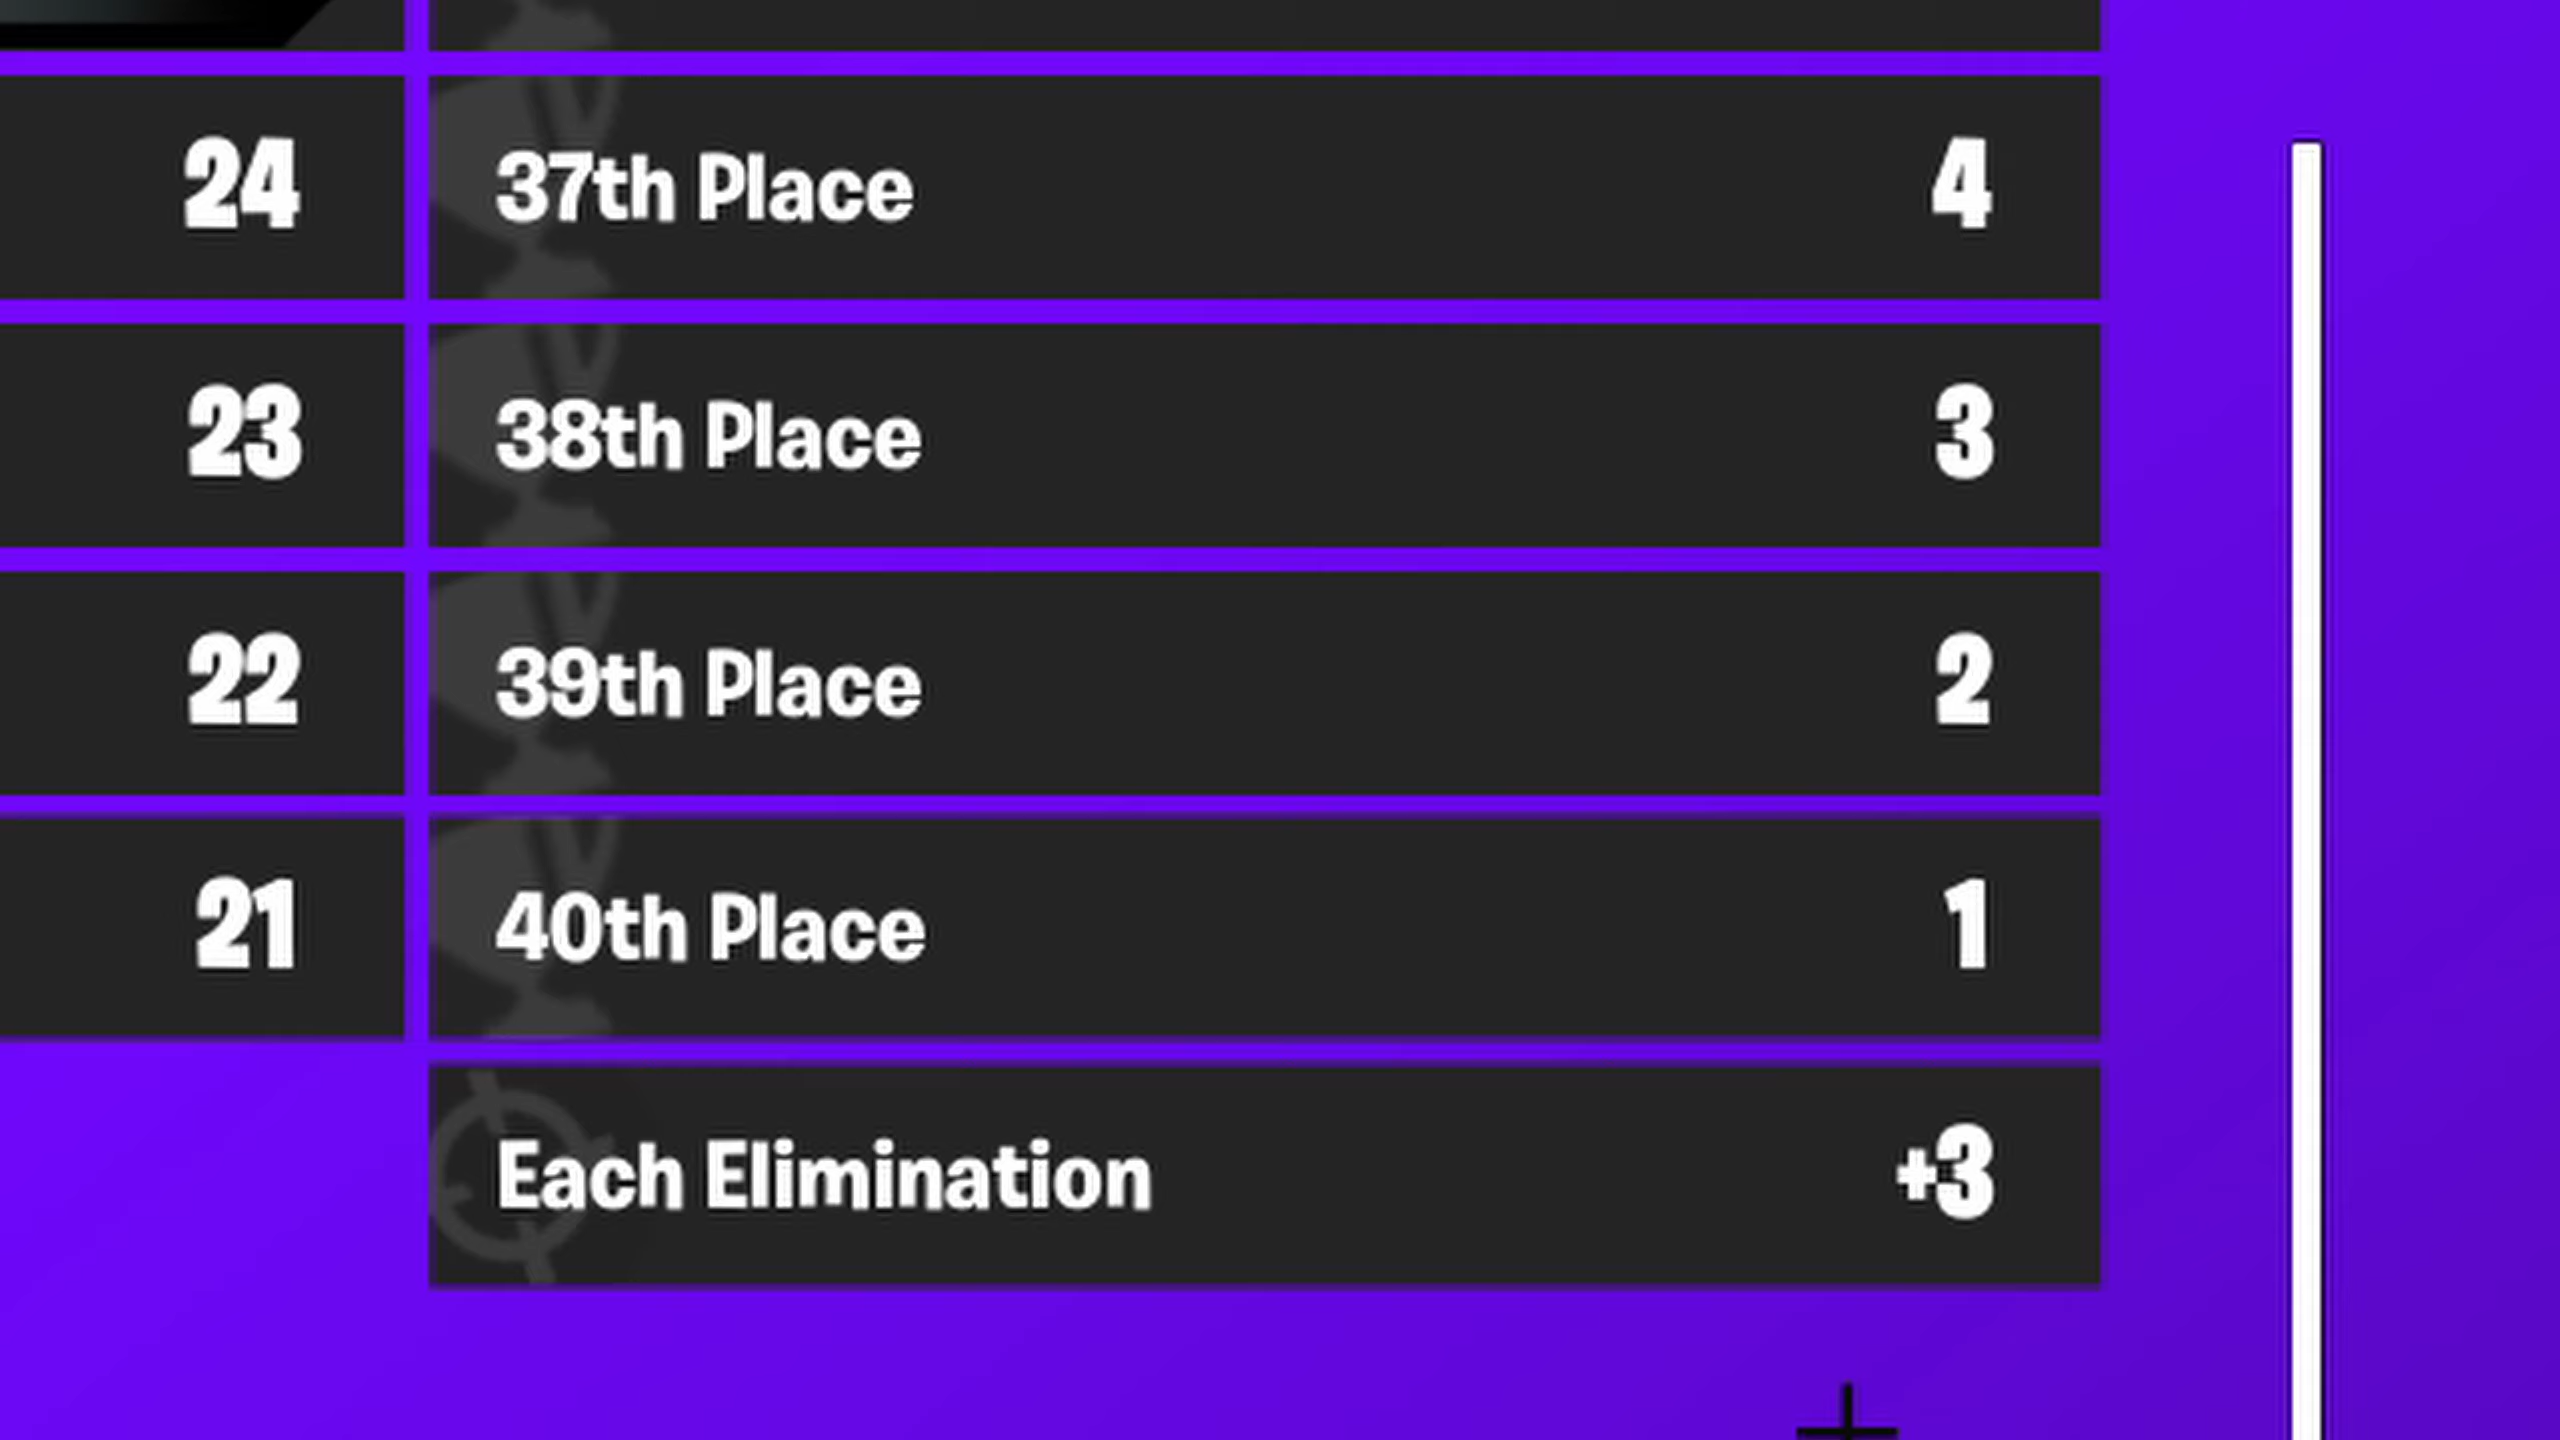 24
37th Place 4
23
38th Place 3
22
39th Place 2
21
40th Place 1
Each Elimination +3